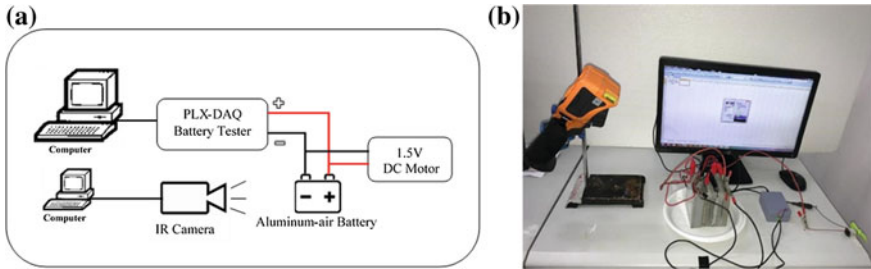 (a)
PLX-DAQ
Battery Tester
+
−
Computer
1.5V
DC Motor
− +
Aluminum-air Battery
Computer
IR Camera
(b)